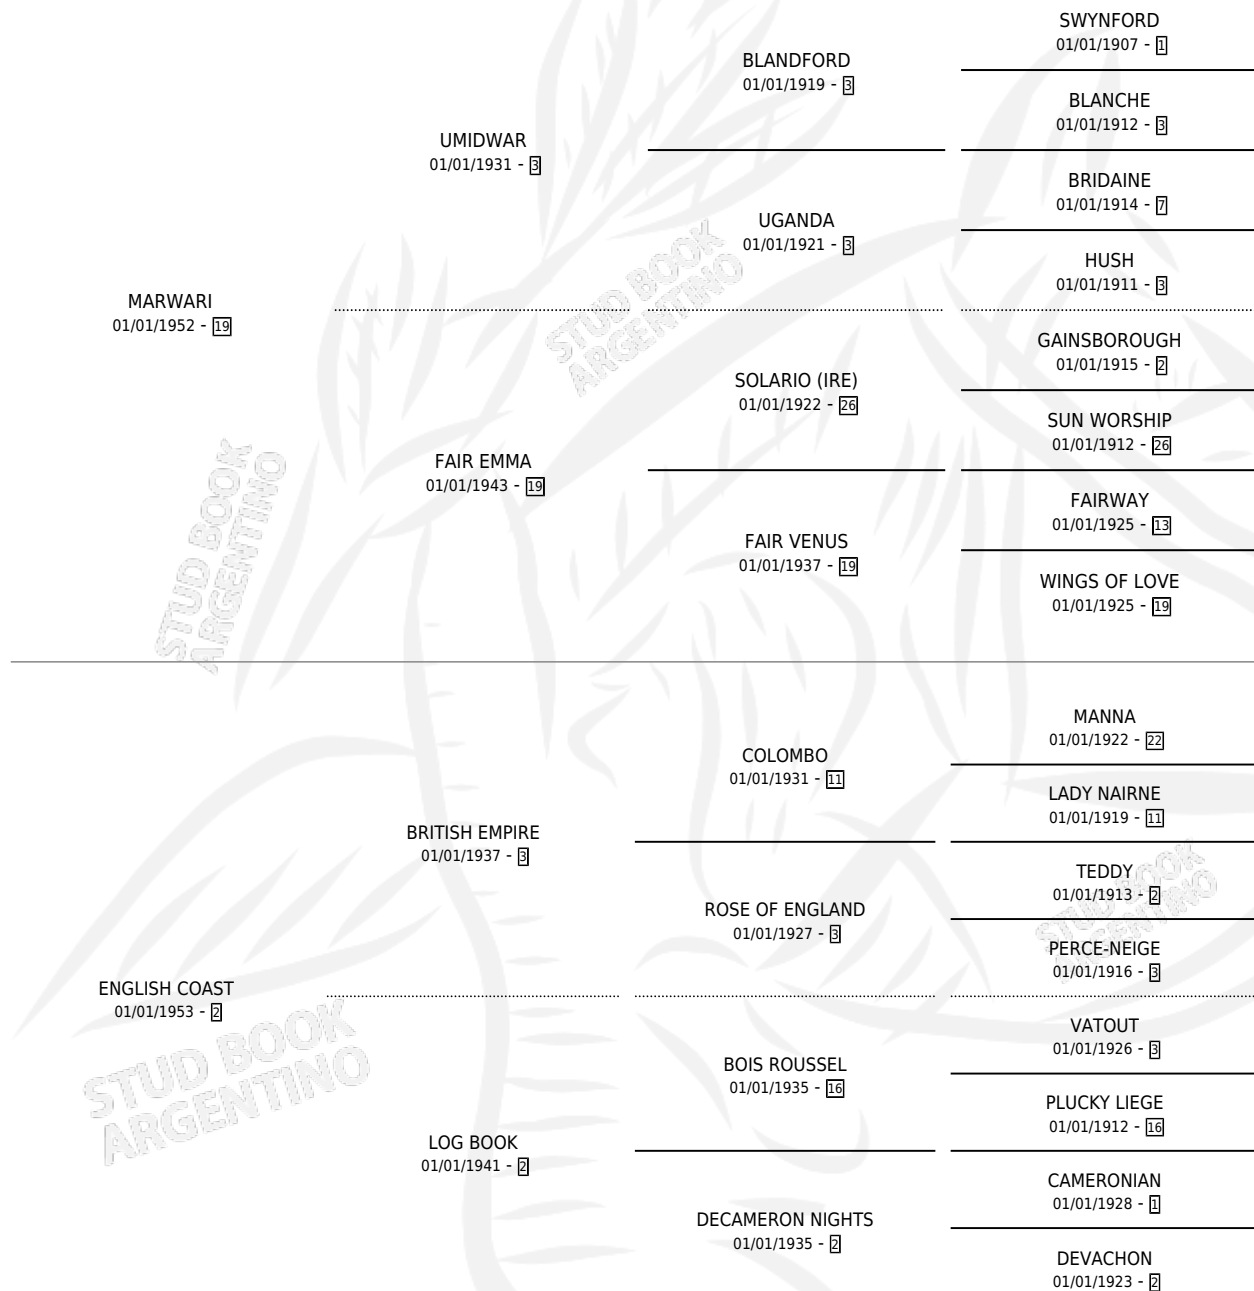 SWYNFORD
01/01/1907 - 1
BLANDFORD
01/01/1919 - 3
BLANCHE
01/01/1912 - 3
UMIDWAR
01/01/1931 - 3
BRIDAINE
01/01/1914 - 7
UGANDA
01/01/1921 - 3
HUSH
01/01/1911 - 3
MARWARI
01/01/1952 - 19
STUD BOOK
ARGENTINO
GAINSBOROUGH
01/01/1915 - 2
SOLARIO (IRE)
01/01/1922 - 26
SUN WORSHIP
01/01/1912 - 26
FAIR EMMA
01/01/1943 - 19
FAIRWAY
01/01/1925 - 13
FAIR VENUS
01/01/1937 - 19
WINGS OF LOVE
01/01/1925 - 19
STUD BOOK
ARGENTINO
MANNA
01/01/1922 - 22
COLOMBO
01/01/1931 - 11
LADY NAIRNE
01/01/1919 - 11
BRITISH EMPIRE
01/01/1937 - 3
TEDDY
01/01/1913 - 2
ROSE OF ENGLAND
01/01/1927 - 3
STUD BOOK
ARGENTINO
PERCE-NEIGE
01/01/1916 - 3
ENGLISH COAST
01/01/1953 - 2
STUD BOOK
ARGENTINO
VATOUT
01/01/1926 - 3
BOIS ROUSSEL
01/01/1935 - 16
PLUCKY LIEGE
01/01/1912 - 16
LOG BOOK
01/01/1941 - 2
CAMERONIAN
01/01/1928 - 1
DECAMERON NIGHTS
01/01/1935 - 2
DEVACHON
01/01/1923 - 2